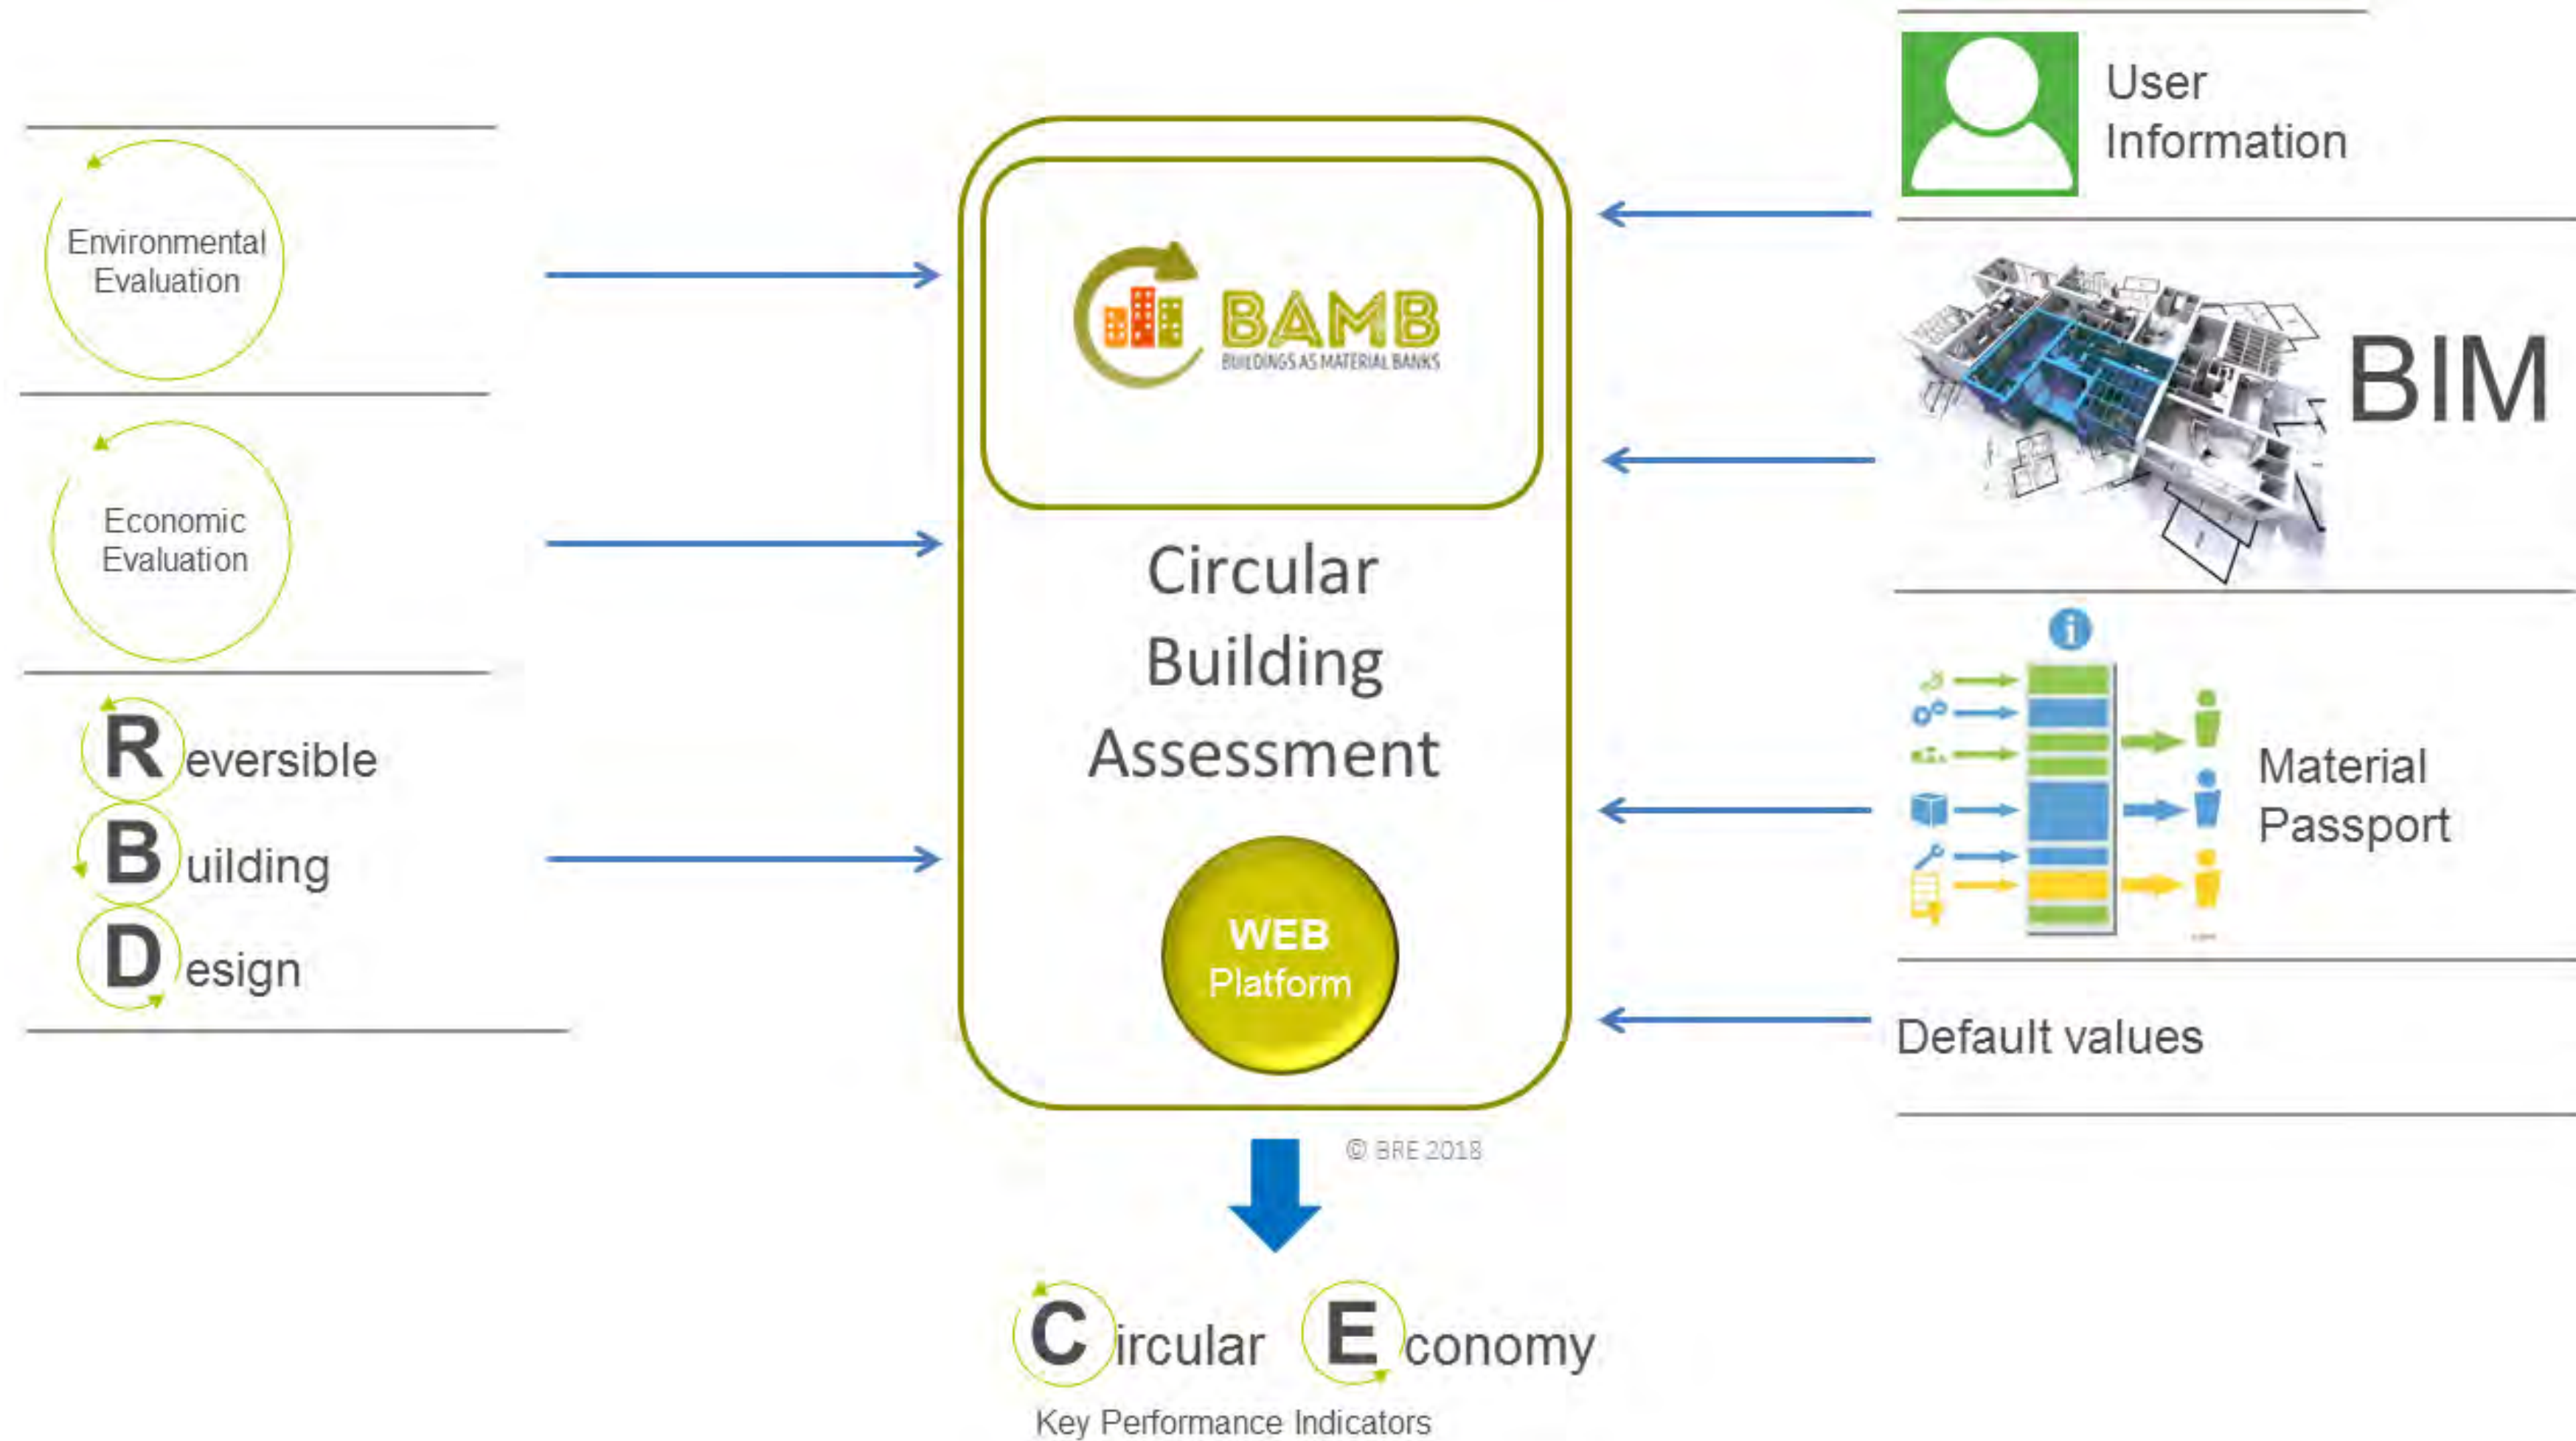 Environmental
Evaluation
Economic
Evaluation
Reversible
Building
Design
BAMB
BUILDINGS AS MATERIAL BANKS
Circular
Building
Assessment
WEB
Platform
© BRE 2018
Circular Economy
Key Performance Indicators
User
Information
BIM
i
Material
Passport
Default values